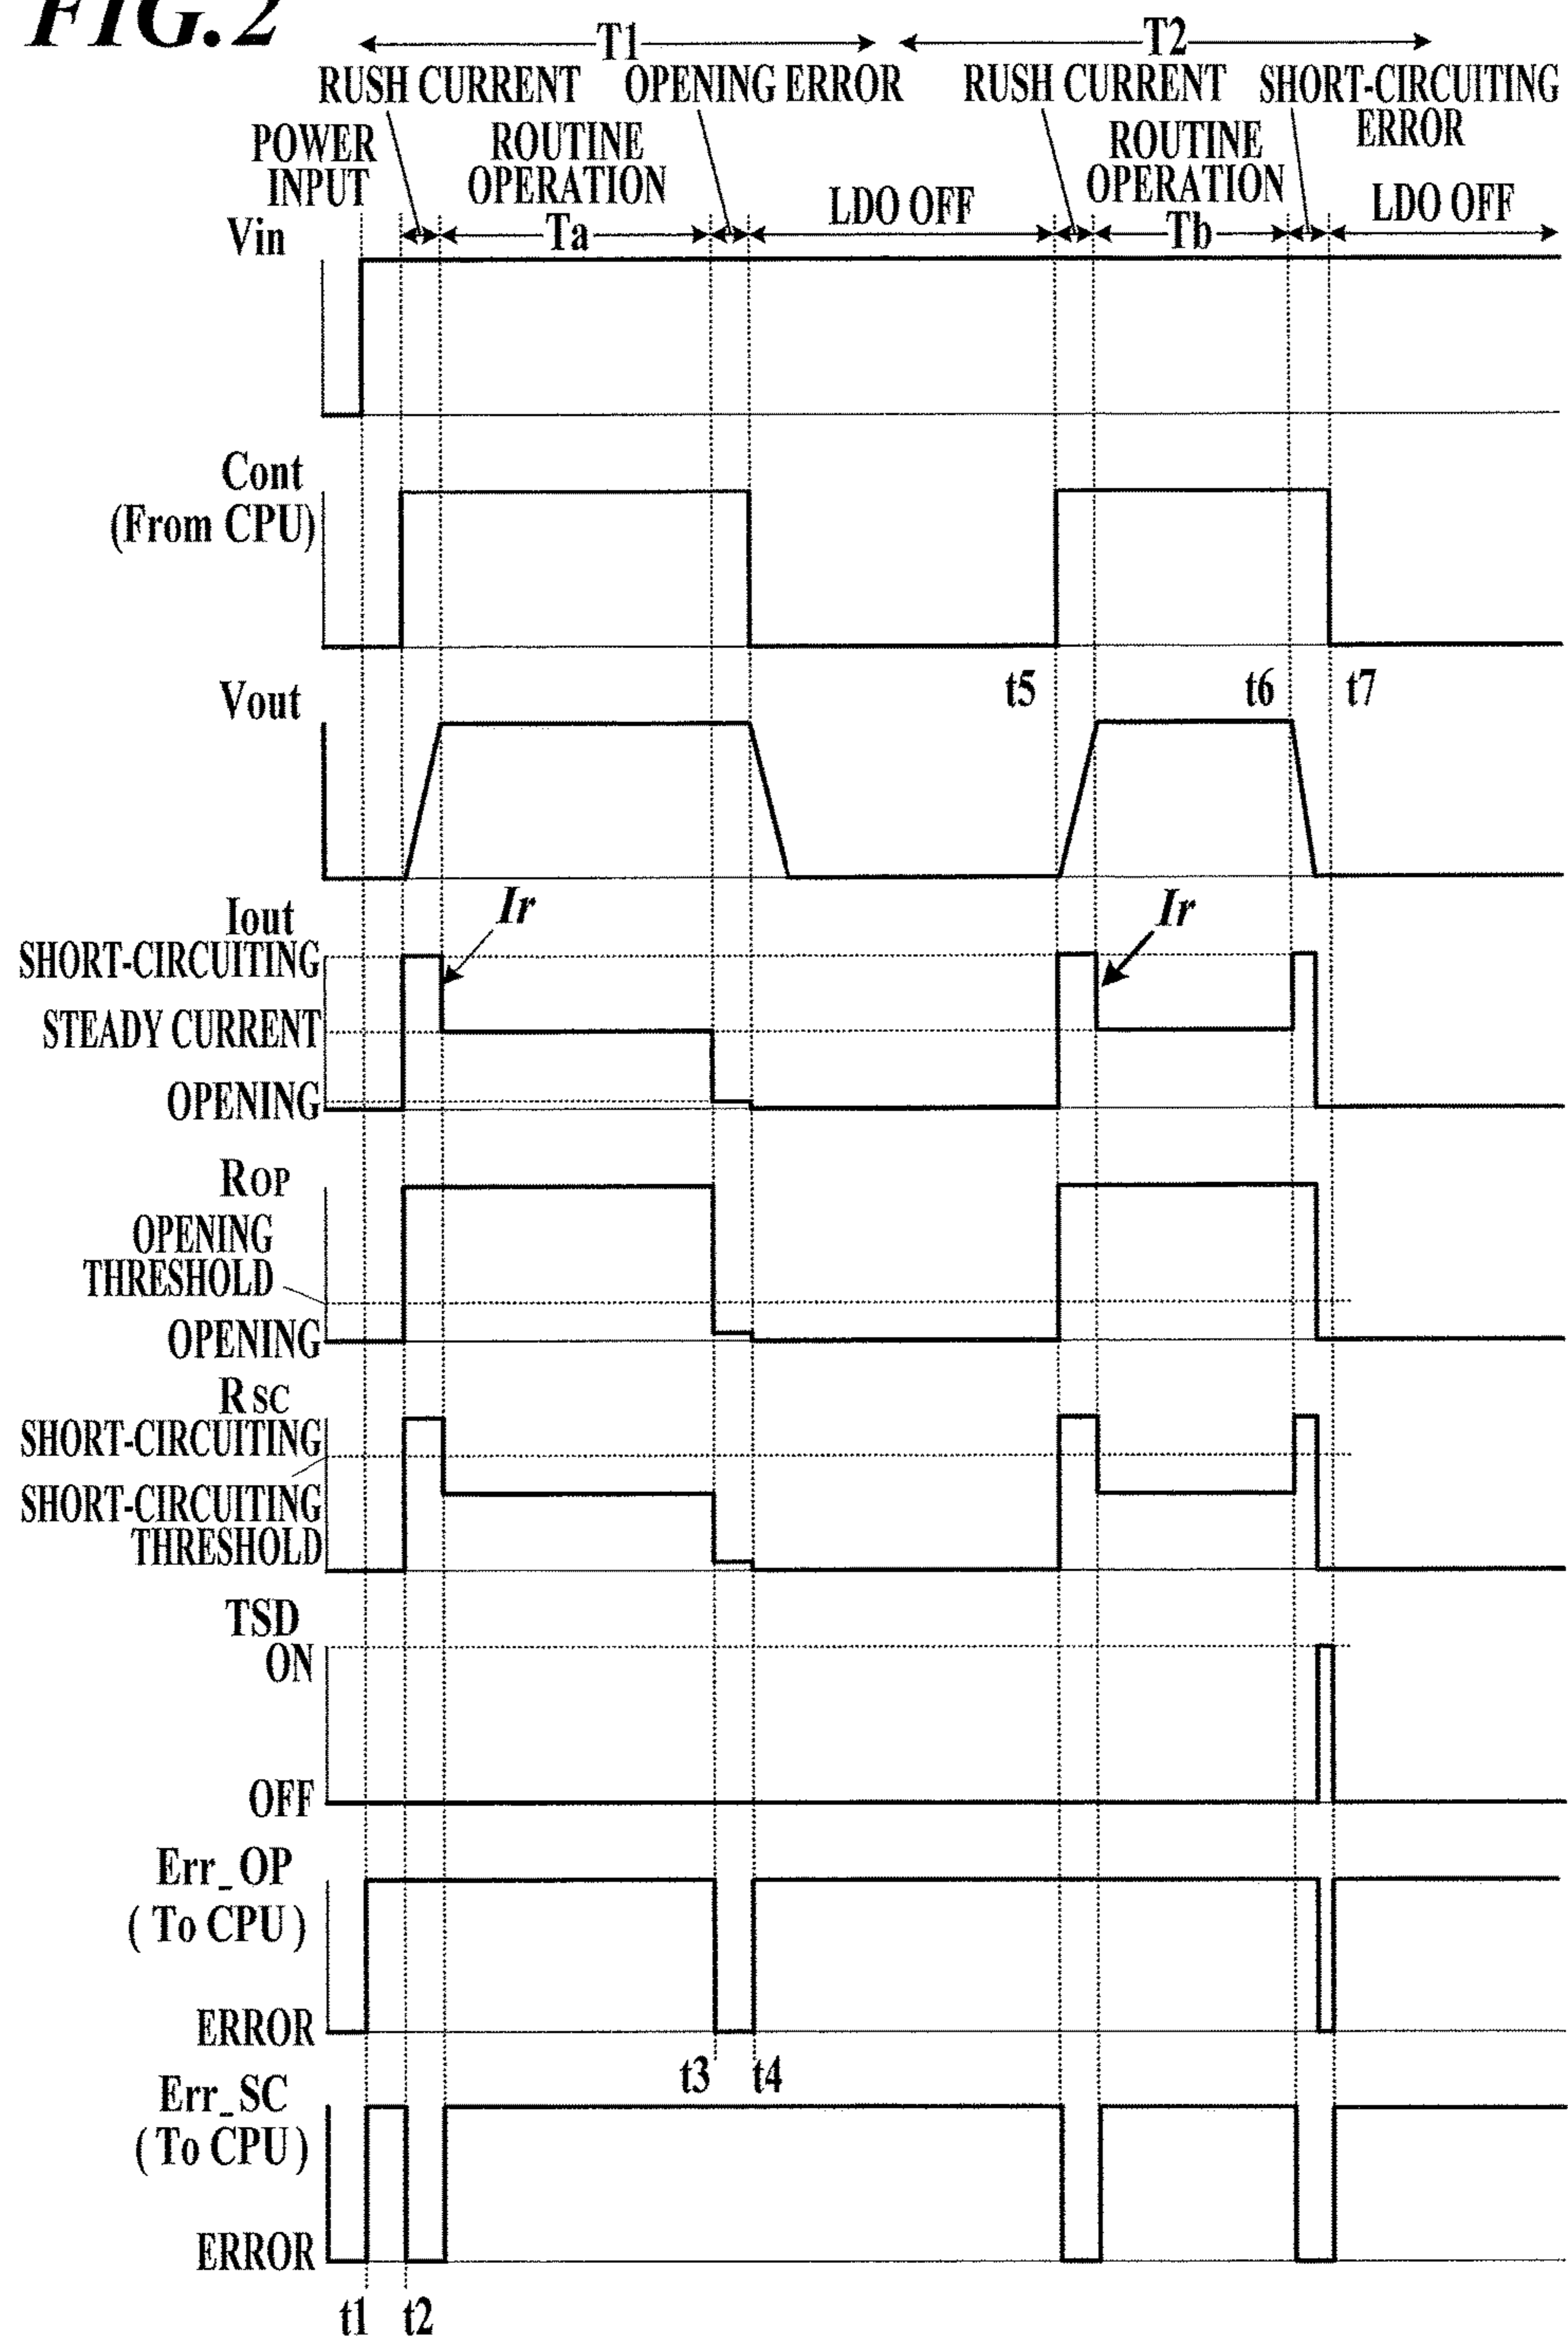 FIG.2
T1
T2
RUSH CURRENT
OPENING ERROR
RUSH CURRENT
SHORT-CIRCUITING
ERROR
POWER
INPUT
ROUTINE
OPERATION
LDO OFF
ROUTINE
OPERATION
LDO OFF
Ta
Tb
Vin
Cont
(From CPU)
t5
t6
t7
Vout
Ir
Ir
Iout
SHORT-CIRCUITING
STEADY CURRENT
OPENING
ROP
OPENING
THRESHOLD
OPENING
RSC
SHORT-CIRCUITING
SHORT-CIRCUITING
THRESHOLD
TSD
ON
OFF
Err_OP
( To CPU )
ERROR
t3
t4
Err_SC
( To CPU )
ERROR
t1
t2